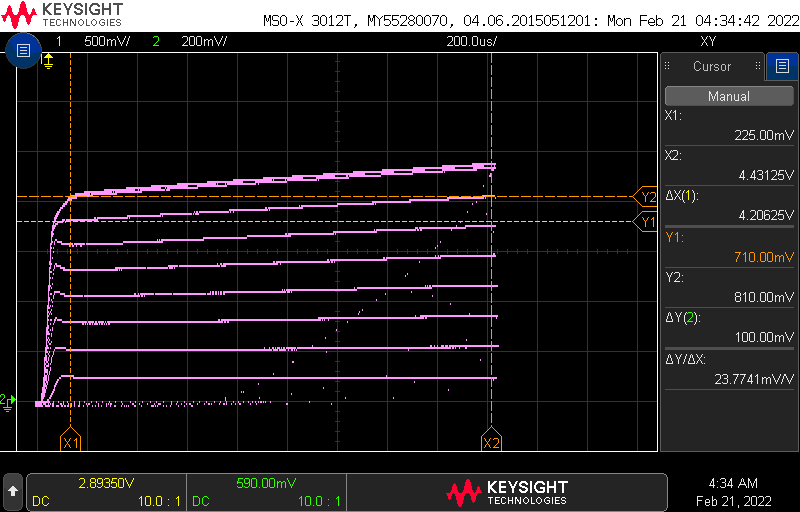 KEYSIGHT
TECHNOLOGIES
MSO-X 3012T, MY55280070, 04.06.2015051201: Mon Feb 21 04:34:42 2022
1 500mV/ 2 200mV/ 200.0us/ XY
Cursor
Manual
X1:
225.00mV
X2:
4.43125V
ΔX(1):
4.20625V
Y1:
710.00mV
Y2:
810.00mV
ΔY(2):
100.00mV
ΔY/ΔX:
23.7741mV/V
Y2
Y1
2
X1
X2
2.89350V
DC 10.0 : 1
590.00mV
DC 10.0 : 1
KEYSIGHT
TECHNOLOGIES
4:34 AM
Feb 21, 2022